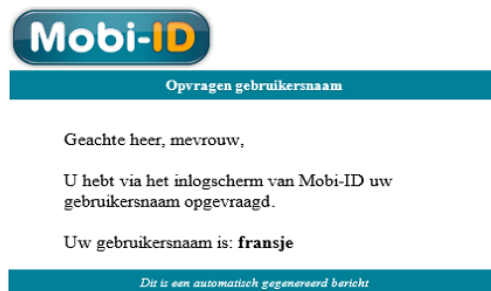 Mobi-ID
Opvragen gebruikersnaam
Geachte heer, mevrouw,
U hebt via het inlogscherm van Mobi-ID uw
gebruikersnaam opgevraagd.
Uw gebruikersnaam is: fransje
Dit is een automatisch gegenereerd bericht